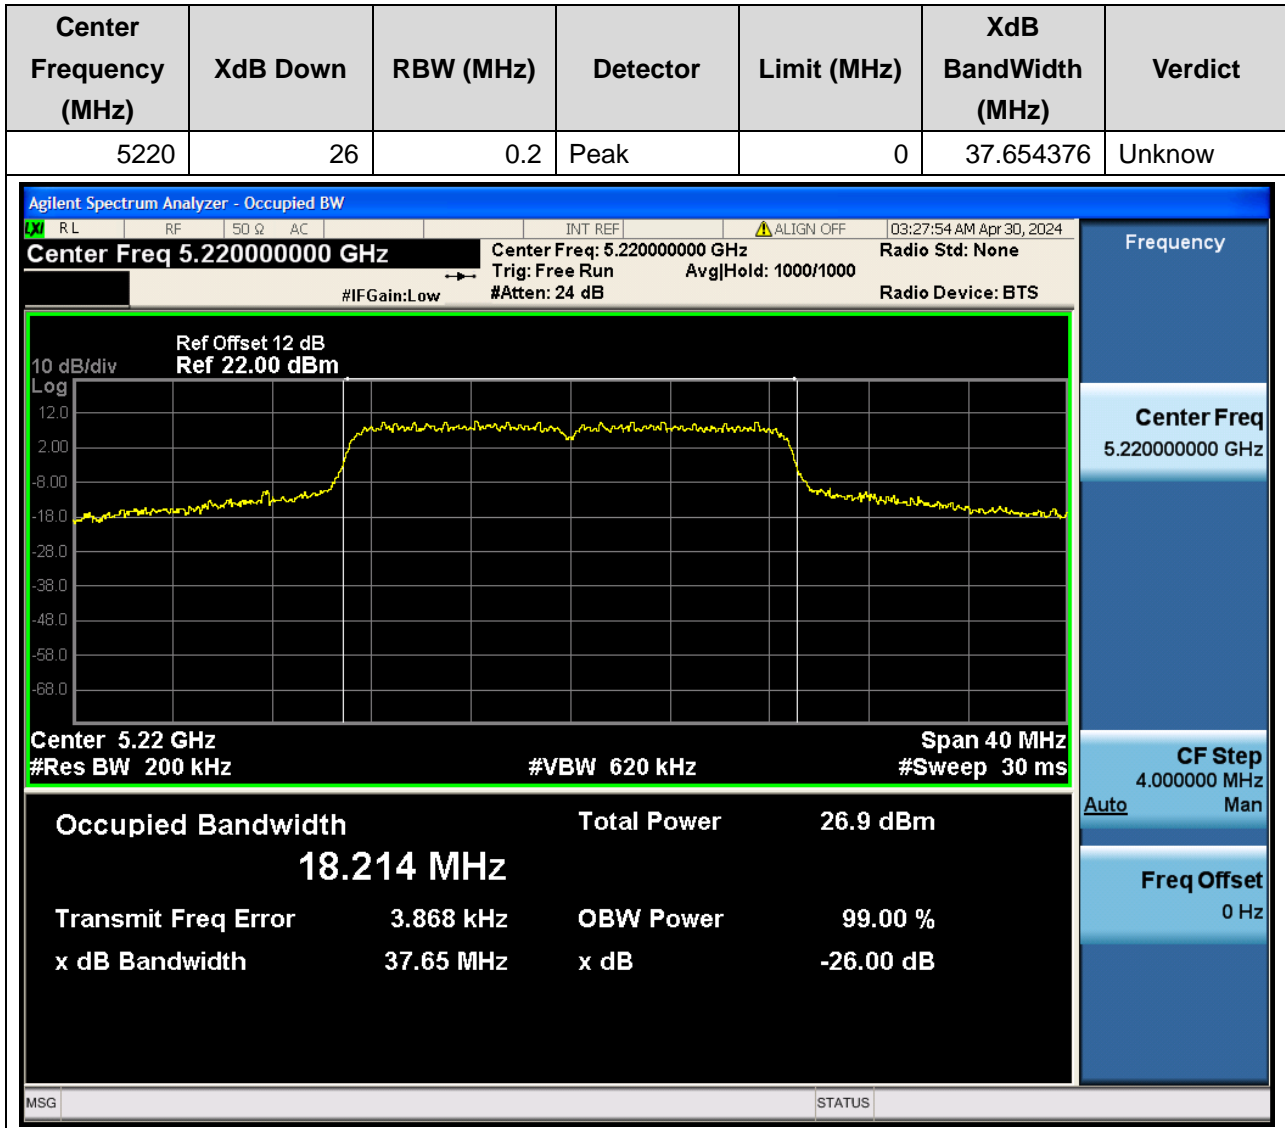 Center Frequency (MHz) XdB Down RBW (MHz) Detector Limit (MHz) XdB BandWidth (MHz) Verdict
5220 26 0.2 Peak 0 37.654376 Unknow
Agilent Spectrum Analyzer - Occupied BW
LXI RL RF 50 Ω AC INT REF ALIGN OFF 03:27:54 AM Apr 30, 2024
Center Freq 5.220000000 GHz
Center Freq: 5.220000000 GHz Radio Std: None
Trig: Free Run Avg|Hold: 1000/1000
#IFGain:Low #Atten: 24 dB Radio Device: BTS
Ref Offset 12 dB
10 dB/div Ref 22.00 dBm
Log
12.0
2.00
-8.00
-18.0
-28.0
-38.0
-48.0
-58.0
-68.0
Center 5.22 GHz Span 40 MHz
#Res BW 200 kHz #VBW 620 kHz #Sweep 30 ms
Occupied Bandwidth Total Power 26.9 dBm
18.214 MHz
Transmit Freq Error 3.868 kHz OBW Power 99.00 %
x dB Bandwidth 37.65 MHz x dB -26.00 dB
Frequency
Center Freq
5.220000000 GHz
CF Step
4.000000 MHz
Auto Man
Freq Offset
0 Hz
MSG STATUS